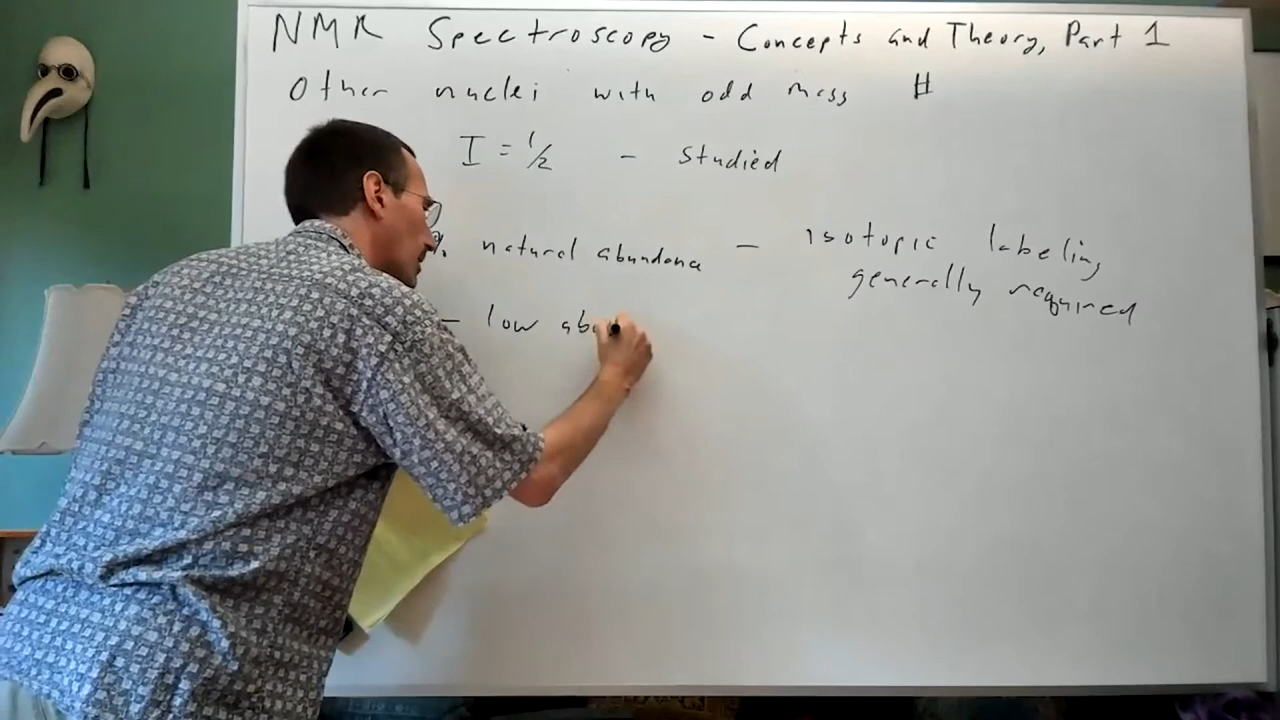 NMR Spectroscopy - Concepts and Theory, Part 1
Other nuclei with odd mass #
I = 1/2 - studied
% natural abundance - isotopic labeling
generally required
- low abu